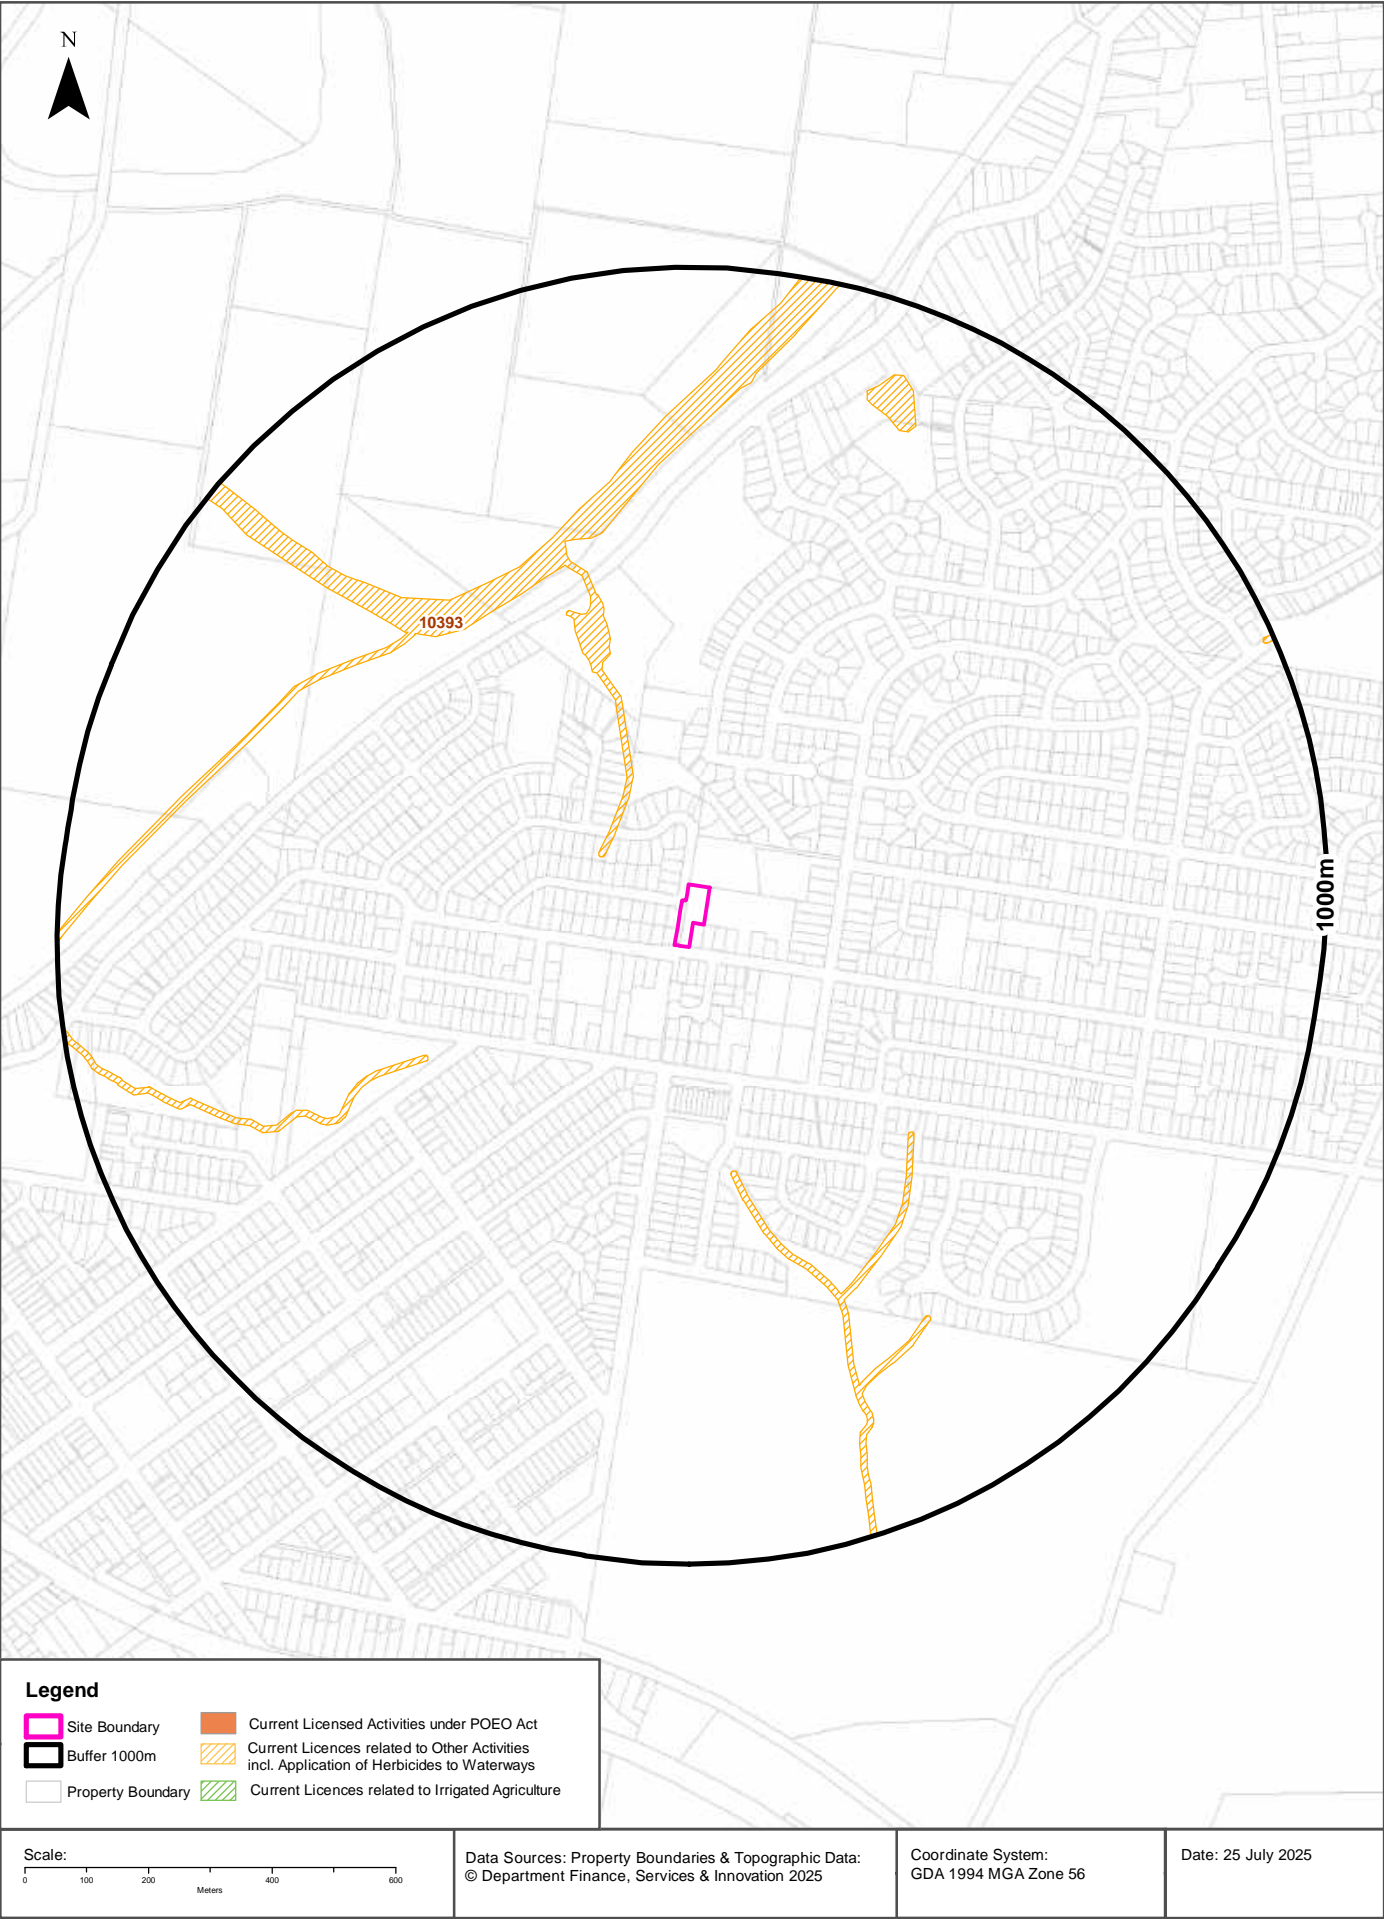 N
10393
1000m
Legend
Site Boundary
Buffer 1000m
Property Boundary
Current Licensed Activities under POEO Act
Current Licences related to Other Activities
incl. Application of Herbicides to Waterways
Current Licences related to Irrigated Agriculture
Scale:
0 100 200 400 600
Meters
Data Sources: Property Boundaries & Topographic Data:
© Department Finance, Services & Innovation 2025
Coordinate System:
GDA 1994 MGA Zone 56
Date: 25 July 2025